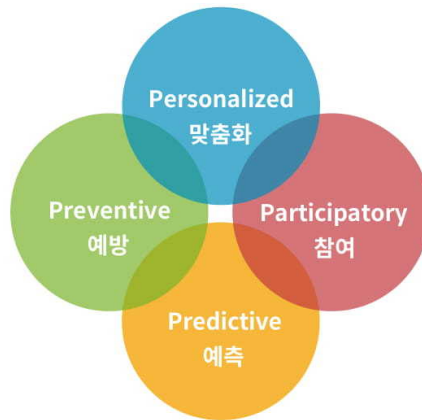 Personalized
맞춤화
Preventive
예방
Participatory
참여
Predictive
예측